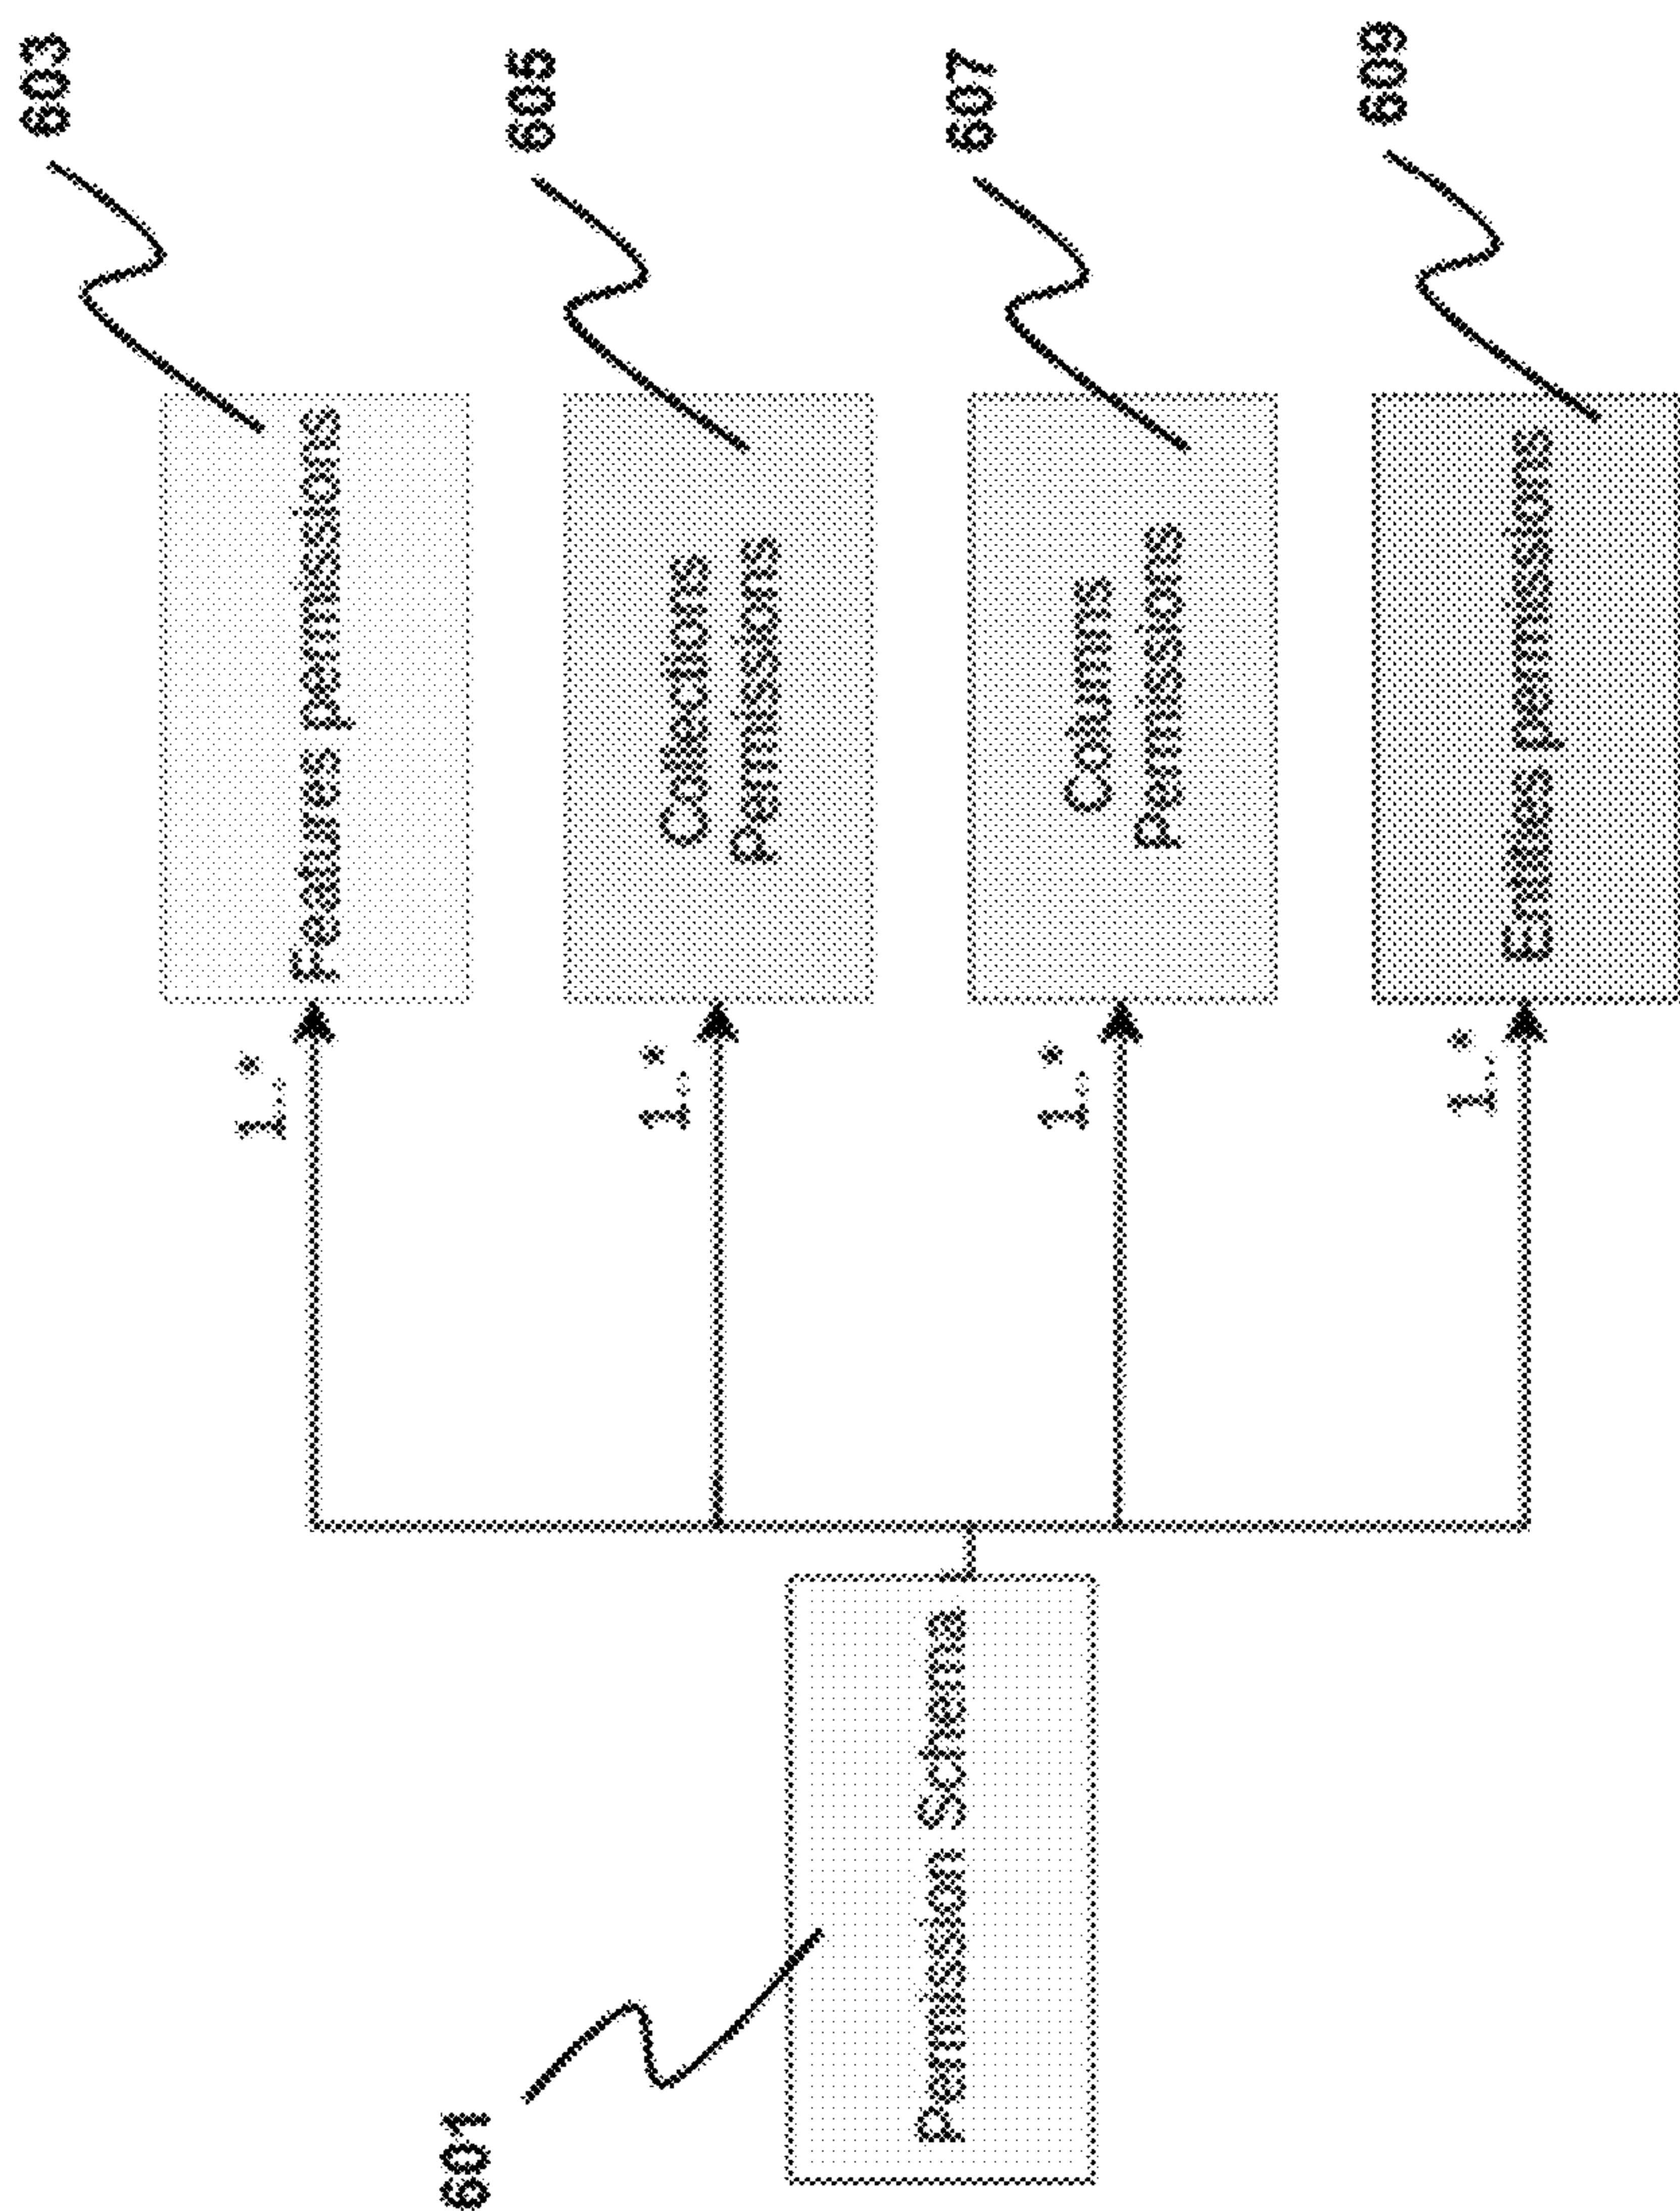 601
Permission Schema
1..*
Features permissions
603
1..*
Collections
Permissions
605
1..*
Columns
Permissions
607
1..*
Entities permissions
609